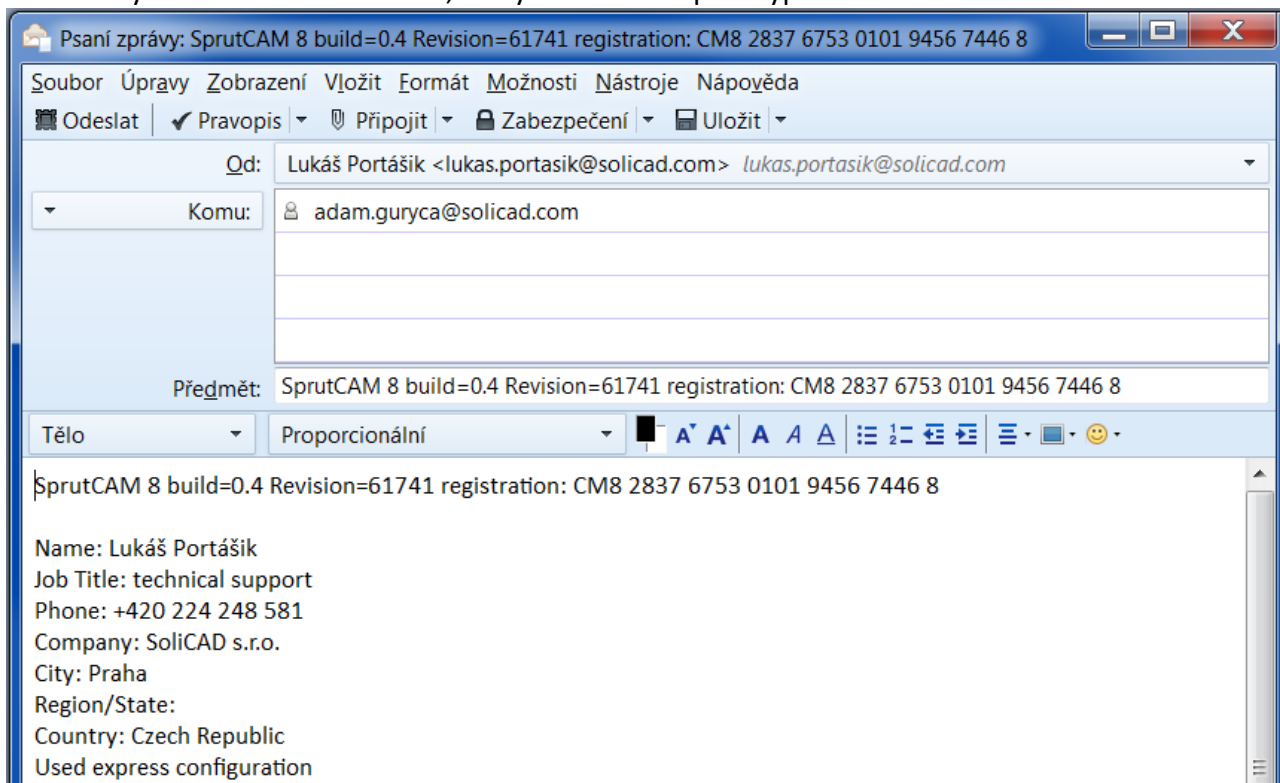 Psaní zprávy: SprutCAM 8 build=0.4 Revision=61741 registration: CM8 2837 6753 0101 9456 7446 8
Soubor Úpravy Zobrazení Vložit Formát Možnosti Nástroje Nápověda
Odeslat Pravopis Připojit Zabezpečení Uložit
Od: Lukáš Portášik <lukas.portasik@solicad.com> lukas.portasik@solicad.com
Komu: adam.guryca@solicad.com
Předmět: SprutCAM 8 build=0.4 Revision=61741 registration: CM8 2837 6753 0101 9456 7446 8
Tělo Proporcionální
SprutCAM 8 build=0.4 Revision=61741 registration: CM8 2837 6753 0101 9456 7446 8
Name: Lukáš Portášik
Job Title: technical support
Phone: +420 224 248 581
Company: SoliCAD s.r.o.
City: Praha
Region/State:
Country: Czech Republic
Used express configuration